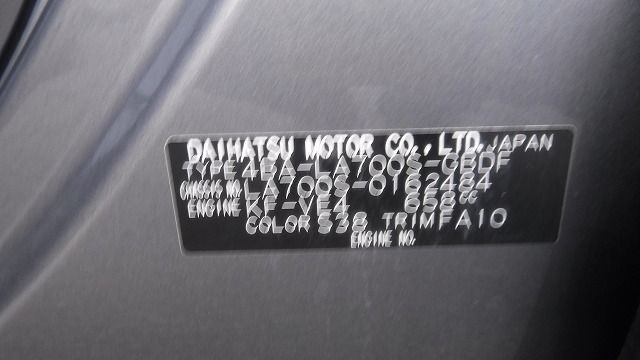 DAIHATSU MOTOR CO., LTD. JAPAN
TYPE 4BA-LA700S-GBDF
CHASSIS NO. LA700S-0162484
ENGINE KF-VE4 658cc
COLOR S38 TRIM FA10
ENGINE NO.